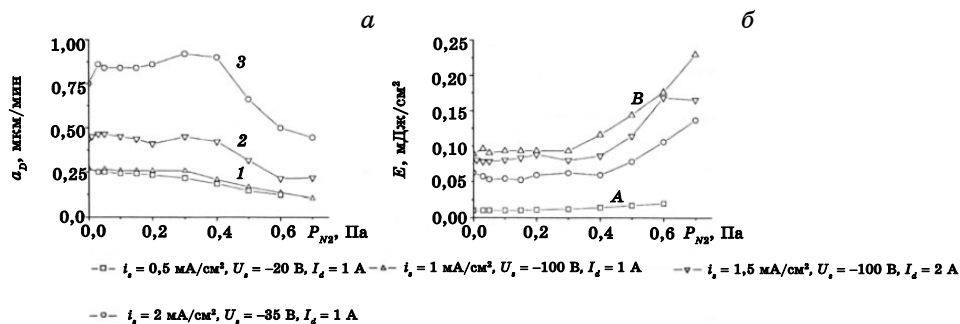 а
б
1,00
0,75
0,50
0,25
0,0
a_D, мкм/мин
3
2
1
0,0 0,2 0,4 0,6 P_N2, Па
0,25
0,20
0,15
0,10
0,05
0,00
E, мДж/см²
B
A
0,0 0,2 0,4 0,6 P_N2, Па
i_s = 0,5 мА/см², U_s = –20 В, I_d = 1 А
i_s = 1 мА/см², U_s = –100 В, I_d = 1 А
i_s = 1,5 мА/см², U_s = –100 В, I_d = 2 А
i_s = 2 мА/см², U_s = –35 В, I_d = 1 А